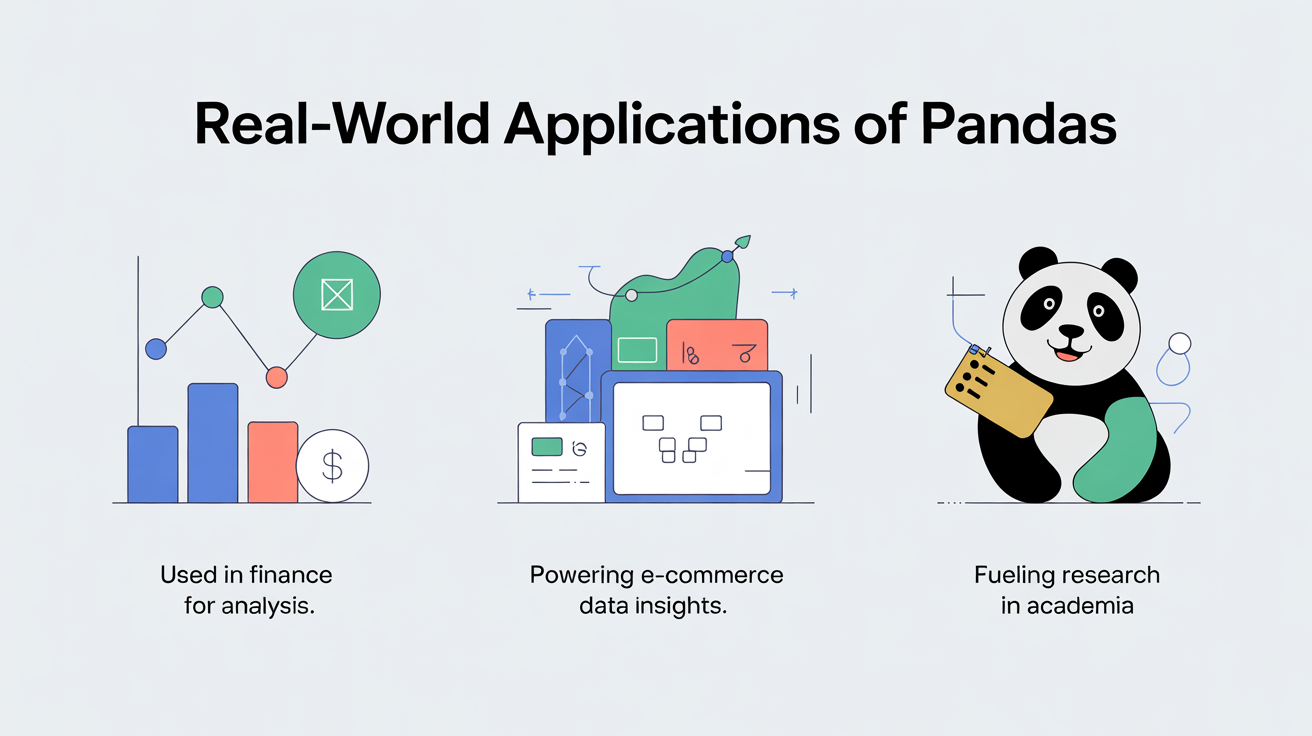 Real-World Applications of Pandas
$
Used in finance
for analysis.
Powering e-commerce
data insights.
Fueling research
in academia